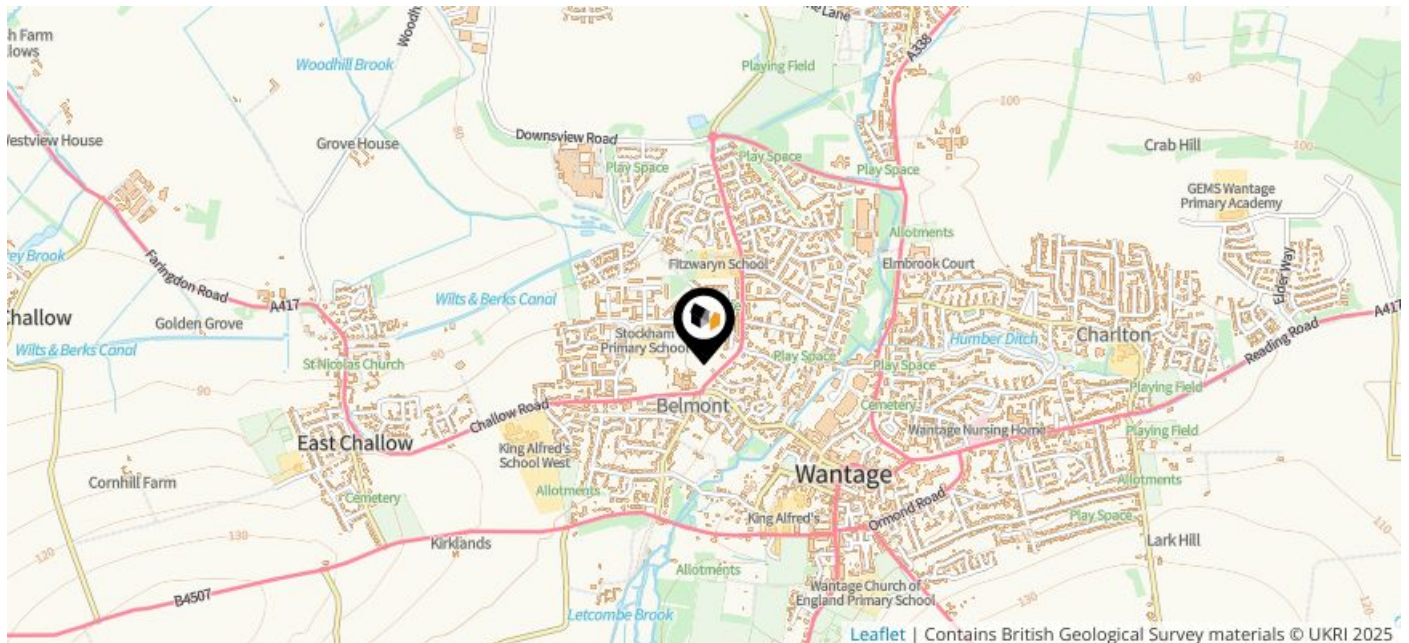 h Farm
llows
Woodhill Brook
Playing Field
Lane
A338
90
100
80
Westview House
Grove House
Downsview Road
Play Space
Play Space
Play Space
Crab Hill
100
GEMS Wantage
Primary Academy
Allotments
Fitzwaryn School
Elmbrook Court
Elder Way
rey Brook
Faringdon Road
A417
Wilts & Berks Canal
Challow
Golden Grove
Stockham
Primary School
Humber Ditch
Charlton
Reading Road
A417
Wilts & Berks Canal
St Nicolas Church
Play Space
Play Space
90
Playing Field
Challow Road
Belmont
Cemetery
Wantage Nursing Home
Playing Field
East Challow
King Alfred's
School West
Wantage
Cornhill Farm
Cemetery
Allotments
Allotments
King Alfred's
Ormond Road
Play Space
110
120
130
Kirklands
Lark Hill
B4507
Allotments
Wantage Church of
England Primary School
130
120
Letcombe Brook
Leaflet | Contains British Geological Survey materials © UKRI 2025